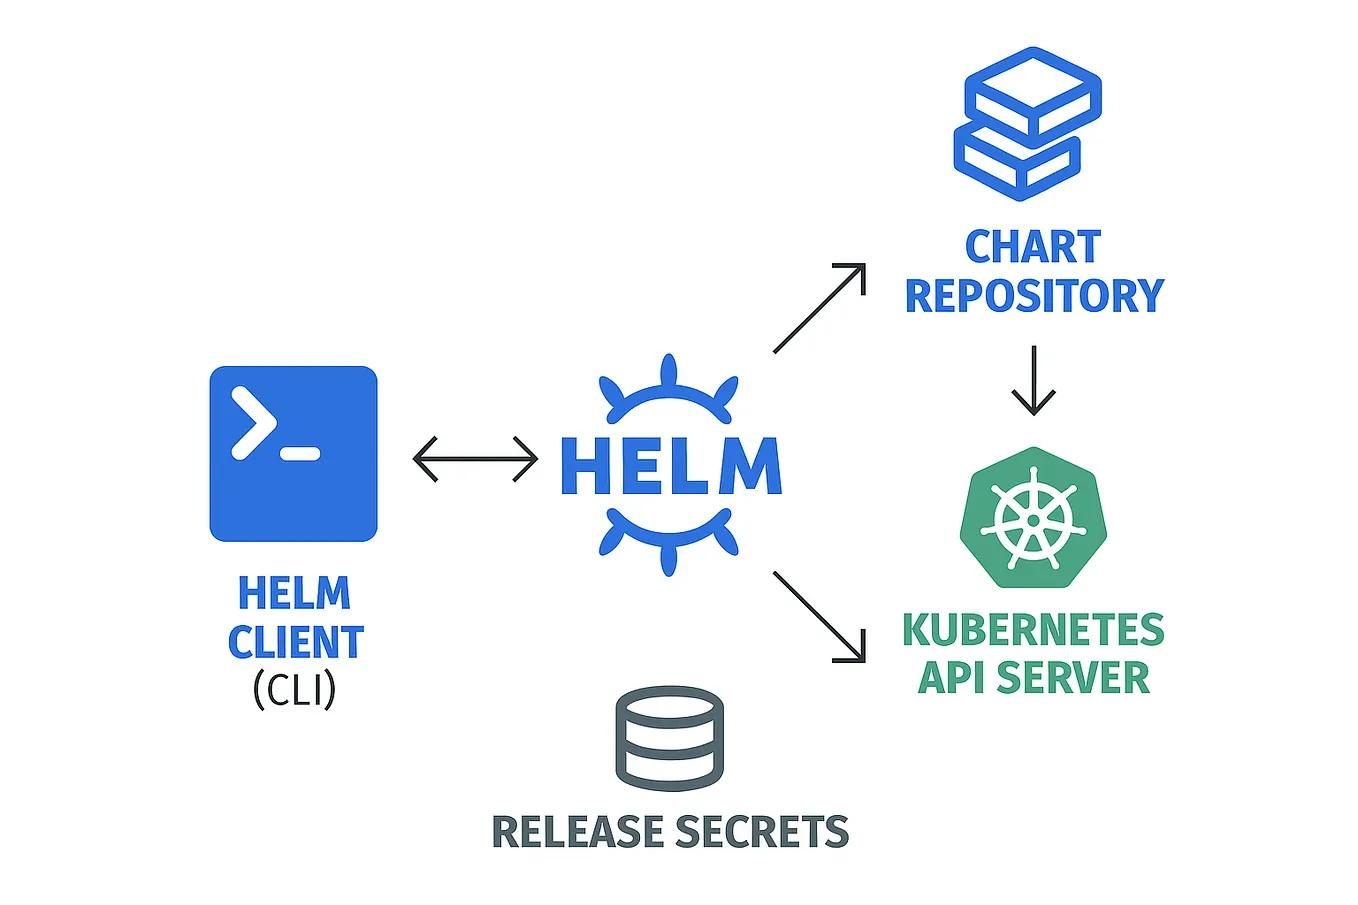 CHART
REPOSITORY
>_
HELM
HELM
CLIENT
(CLI)
KUBERNETES
API SERVER
RELEASE SECRETS